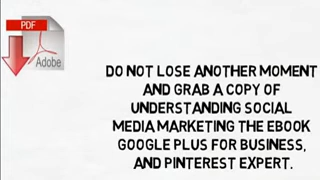 PDF
Adobe
DO NOT LOSE ANOTHER MOMENT
AND GRAB A COPY OF
UNDERSTANDING SOCIAL
MEDIA MARKETING THE EBOOK
GOOGLE PLUS FOR BUSINESS,
AND PINTEREST EXPERT.